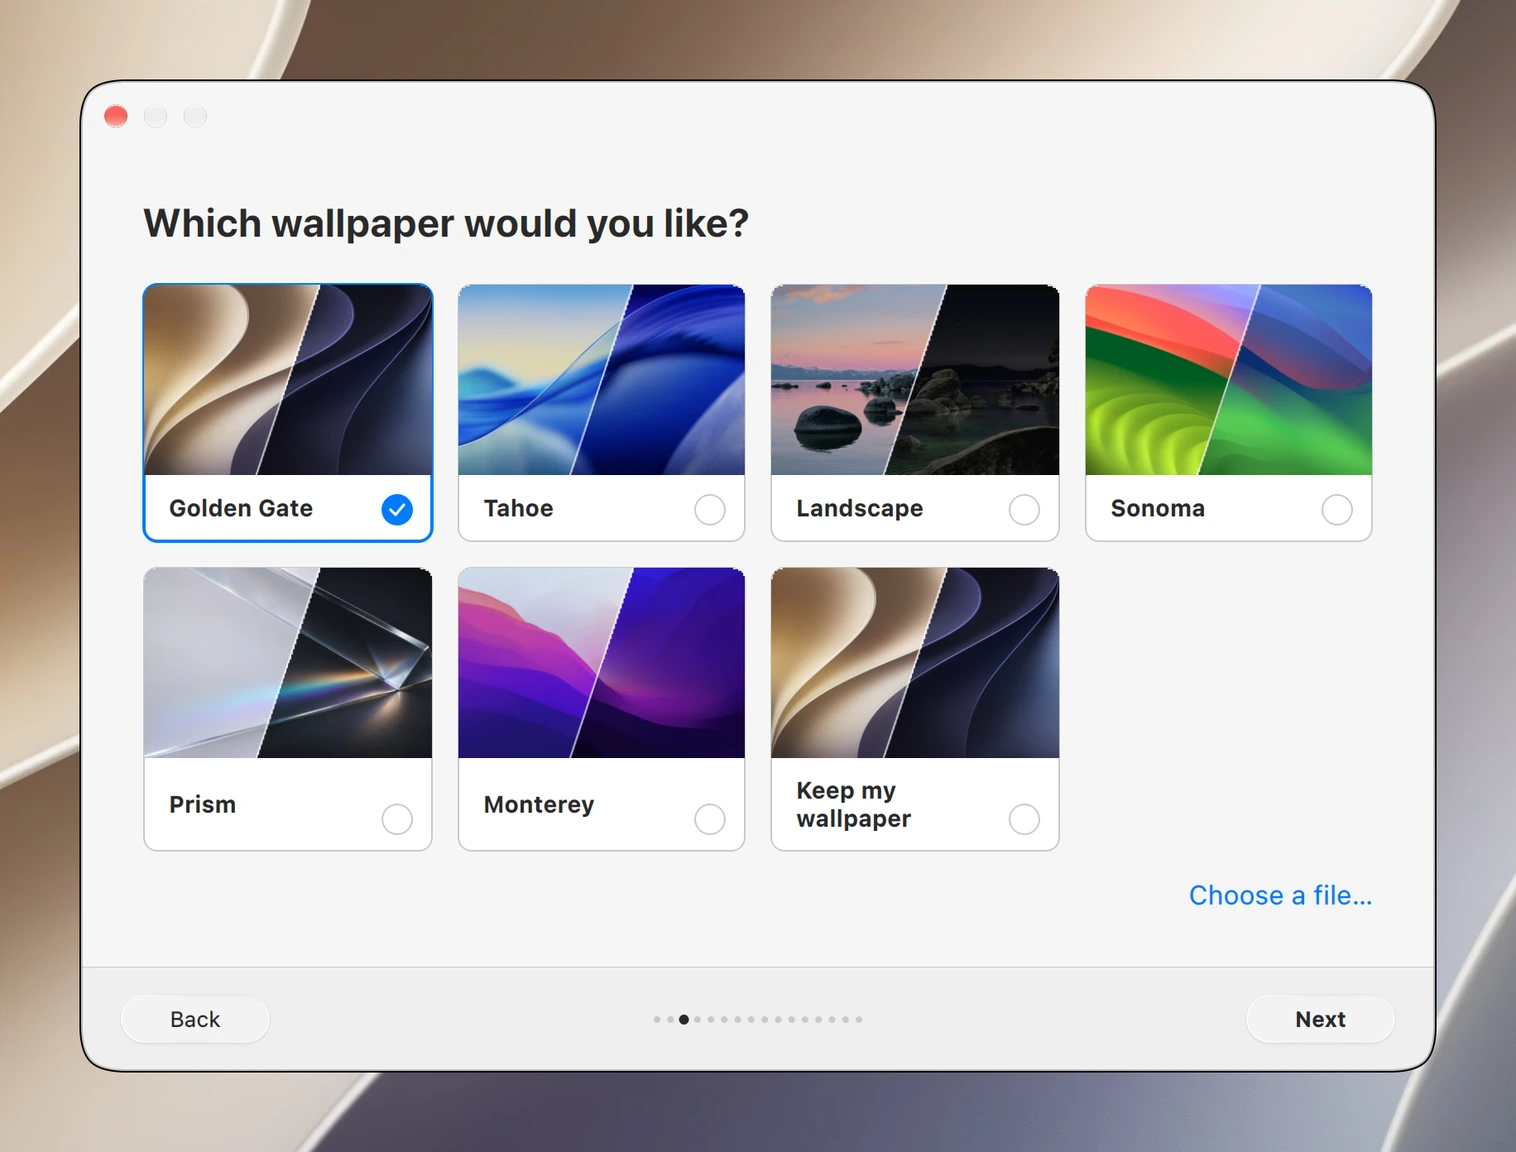 Which wallpaper would you like?
Golden Gate
Tahoe
Landscape
Sonoma
Prism
Monterey
Keep my
wallpaper
Choose a file...
Back
Next